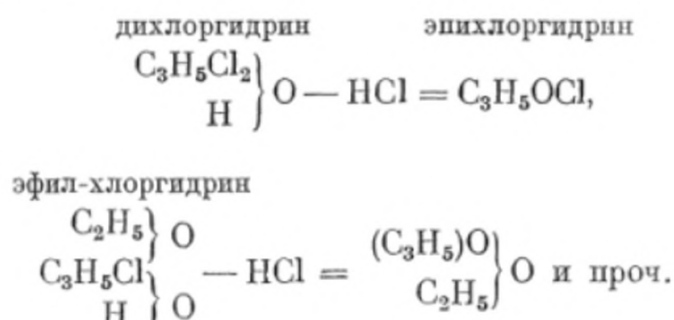 дихлоргидрин эпихлоргидрин
C₃H₅Cl₂
H } O — HCl = C₃H₅OCl,
эфил-хлоргидрин
C₂H₅ } O
C₃H₅Cl — HCl = (C₃H₅)O
C₂H₅ } O и проч.
H } O